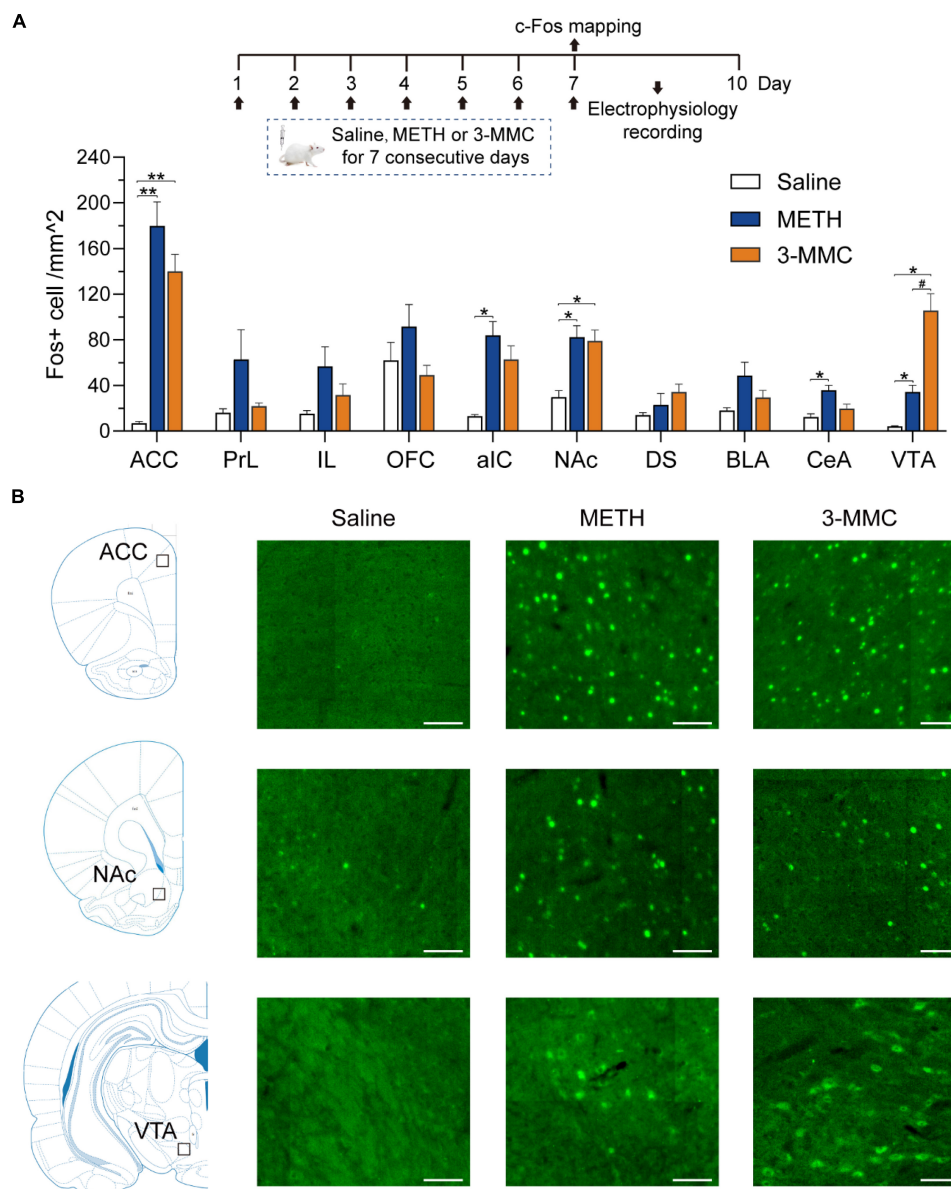 A
c-Fos mapping
1 2 3 4 5 6 7 10 Day
Saline, METH or 3-MMC
for 7 consecutive days
Electrophysiology
recording
Fos+ cell /mm^2
240
200
160
120
80
40
0
** 
**
*
*
*
*
*
#
*
Saline
METH
3-MMC
ACC PrL IL OFC aIC NAc DS BLA CeA VTA
B
Saline METH 3-MMC
ACC
NAc
VTA